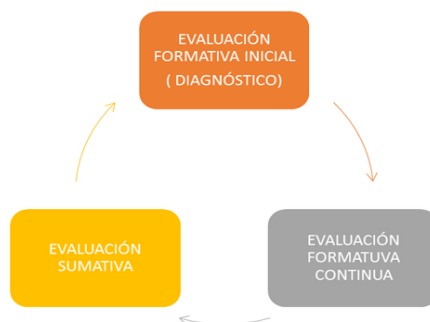 EVALUACIÓN
FORMATIVA INICIAL
( DIAGNÓSTICO)
EVALUACIÓN
SUMATIVA
EVALUACIÓN
FORMATUVA
CONTINUA